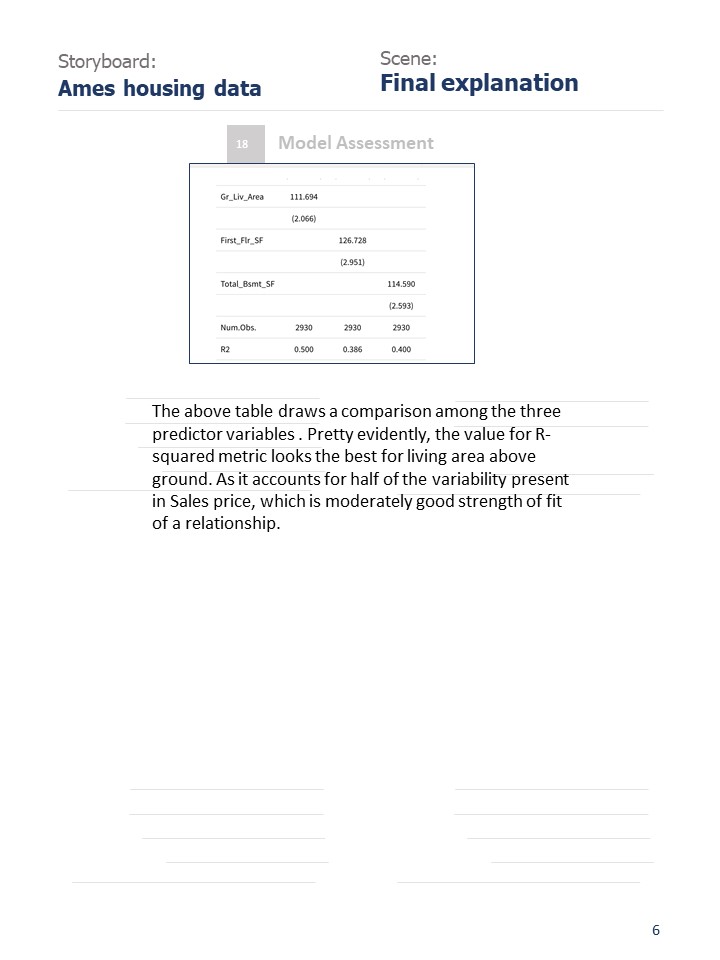 Storyboard:
Ames housing data
Scene:
Final explanation
18 Model Assessment
Gr_Liv_Area 111.694
(2.066)
First_Flr_SF 126.728
(2.951)
Total_Bsmt_SF 114.590
(2.593)
Num.Obs. 2930 2930 2930
R2 0.500 0.386 0.400
The above table draws a comparison among the three
predictor variables . Pretty evidently, the value for R-
squared metric looks the best for living area above
ground. As it accounts for half of the variability present
in Sales price, which is moderately good strength of fit
of a relationship.
6